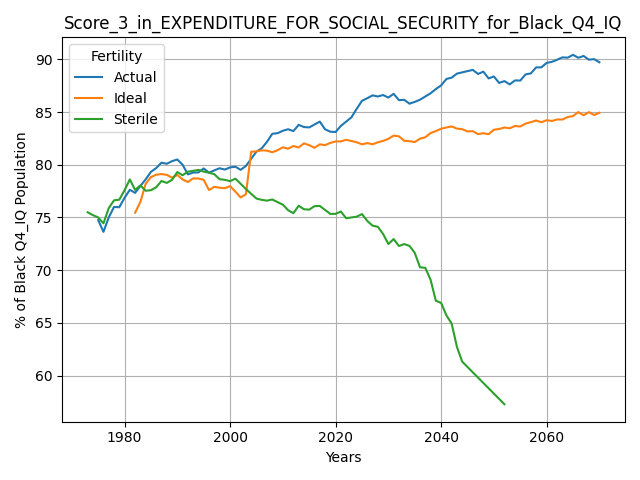 Score_3_in_EXPENDITURE_FOR_SOCIAL_SECURITY_for_Black_Q4_IQ
Fertility
Actual
Ideal
Sterile
% of Black Q4_IQ Population
90
85
80
75
70
65
60
1980 2000 2020 2040 2060
Years